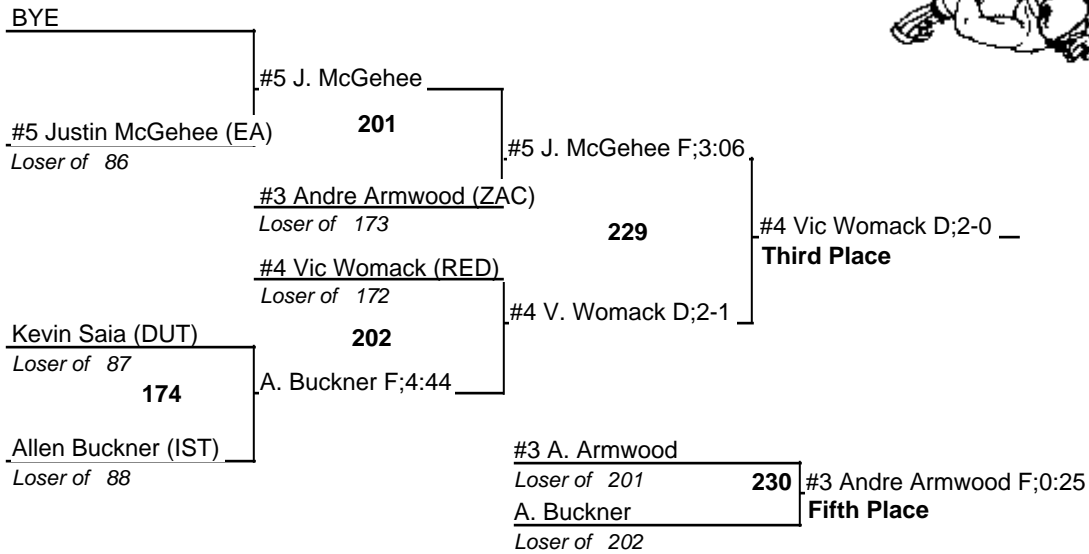 BYE
#5 J. McGehee
201
#5 Justin McGehee (EA)
Loser of 86
#5 J. McGehee F;3:06
#3 Andre Armwood (ZAC)
Loser of 173
229
#4 Vic Womack D;2-0
Third Place
#4 Vic Womack (RED)
Loser of 172
#4 V. Womack D;2-1
Kevin Saia (DUT)
Loser of 87
202
174
A. Buckner F;4:44
Allen Buckner (IST)
Loser of 88
#3 A. Armwood
Loser of 201
230
#3 Andre Armwood F;0:25
Fifth Place
A. Buckner
Loser of 202